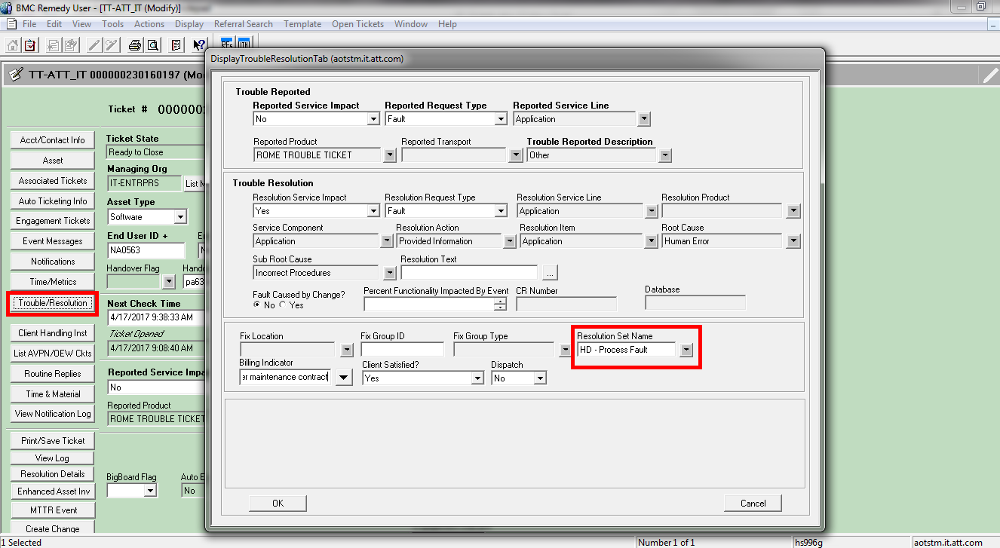 BMC Remedy User - [TT-ATT_IT (Modify)]
File Edit View Tools Actions Display Referral Search Template Open Tickets Window Help
DisplayTroubleResolutionTab (aotstm.it.att.com)
TT-ATT_IT 000000230160197 (Mo
Ticket # 000000
Acct/Contact Info
Asset
Associated Tickets
Auto Ticketing Info
Engagement Tickets
Event Messages
Notifications
Time/Metrics
Trouble/Resolution
Client Handling Inst
List AVPN/OEW Ckts
Routine Replies
Time & Material
View Notification Log
Print/Save Ticket
View Log
Resolution Details
Enhanced Asset Inv
MTTR Event
Create Change
Ticket State
Ready to Close
Managing Org
IT-ENTRPRS List M
Asset Type
Software
End User ID +
NA0563
Handover Flag Hando
pa63
Next Check Time
4/17/2017 9:38:33 AM
Ticket Opened
4/17/2017 9:08:40 AM
Reported Service Impa
No
Reported Product
ROME TROUBLE TICKET
BigBoard Flag Auto E
No
Trouble Reported
Reported Service Impact Reported Request Type Reported Service Line
No Fault Application
Reported Product Reported Transport Trouble Reported Description
ROME TROUBLE TICKET Other
Trouble Resolution
Resolution Service Impact Resolution Request Type Resolution Service Line Resolution Product
Yes Fault Application
Service Component Resolution Action Resolution Item Root Cause
Application Provided Information Application Human Error
Sub Root Cause Resolution Text
Incorrect Procedures ...
Fault Caused by Change? Percent Functionality Impacted By Event CR Number Database
No Yes
Fix Location Fix Group ID Fix Group Type Resolution Set Name
HD - Process Fault
Billing Indicator Client Satisfied? Dispatch
er maintenance contract Yes No
OK Cancel
1 Selected Number 1 of 1 hs996g aotstm.it.att.com